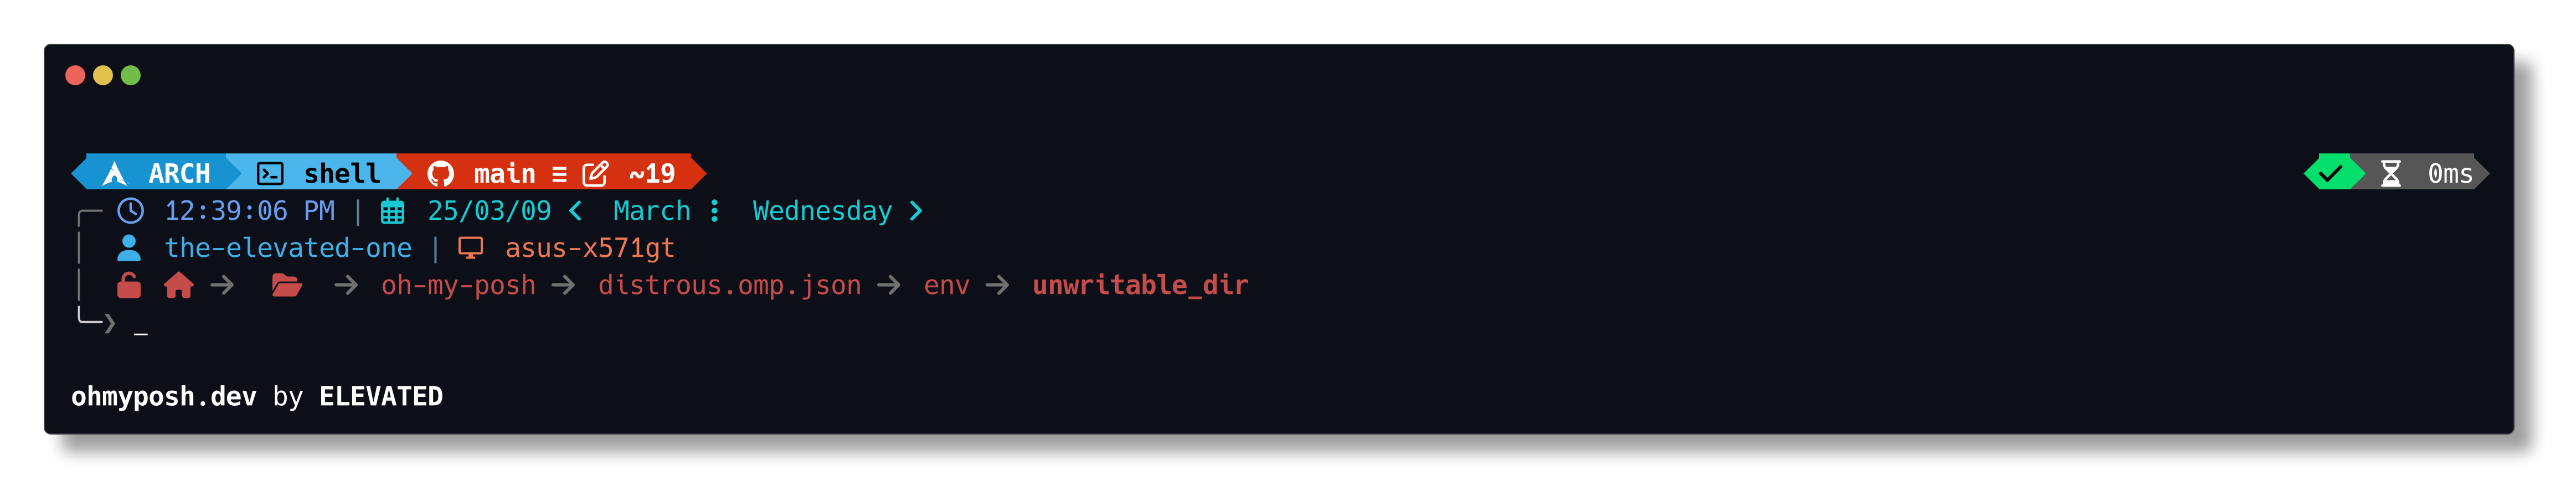 ARCH shell main ≡ ~19 0ms
12:39:06 PM | 25/03/09 < March ⋮ Wednesday >
the-elevated-one | asus-x571gt
→ → oh-my-posh → distrous.omp.json → env → unwritable_dir
❯ _
ohmyposh.dev by ELEVATED